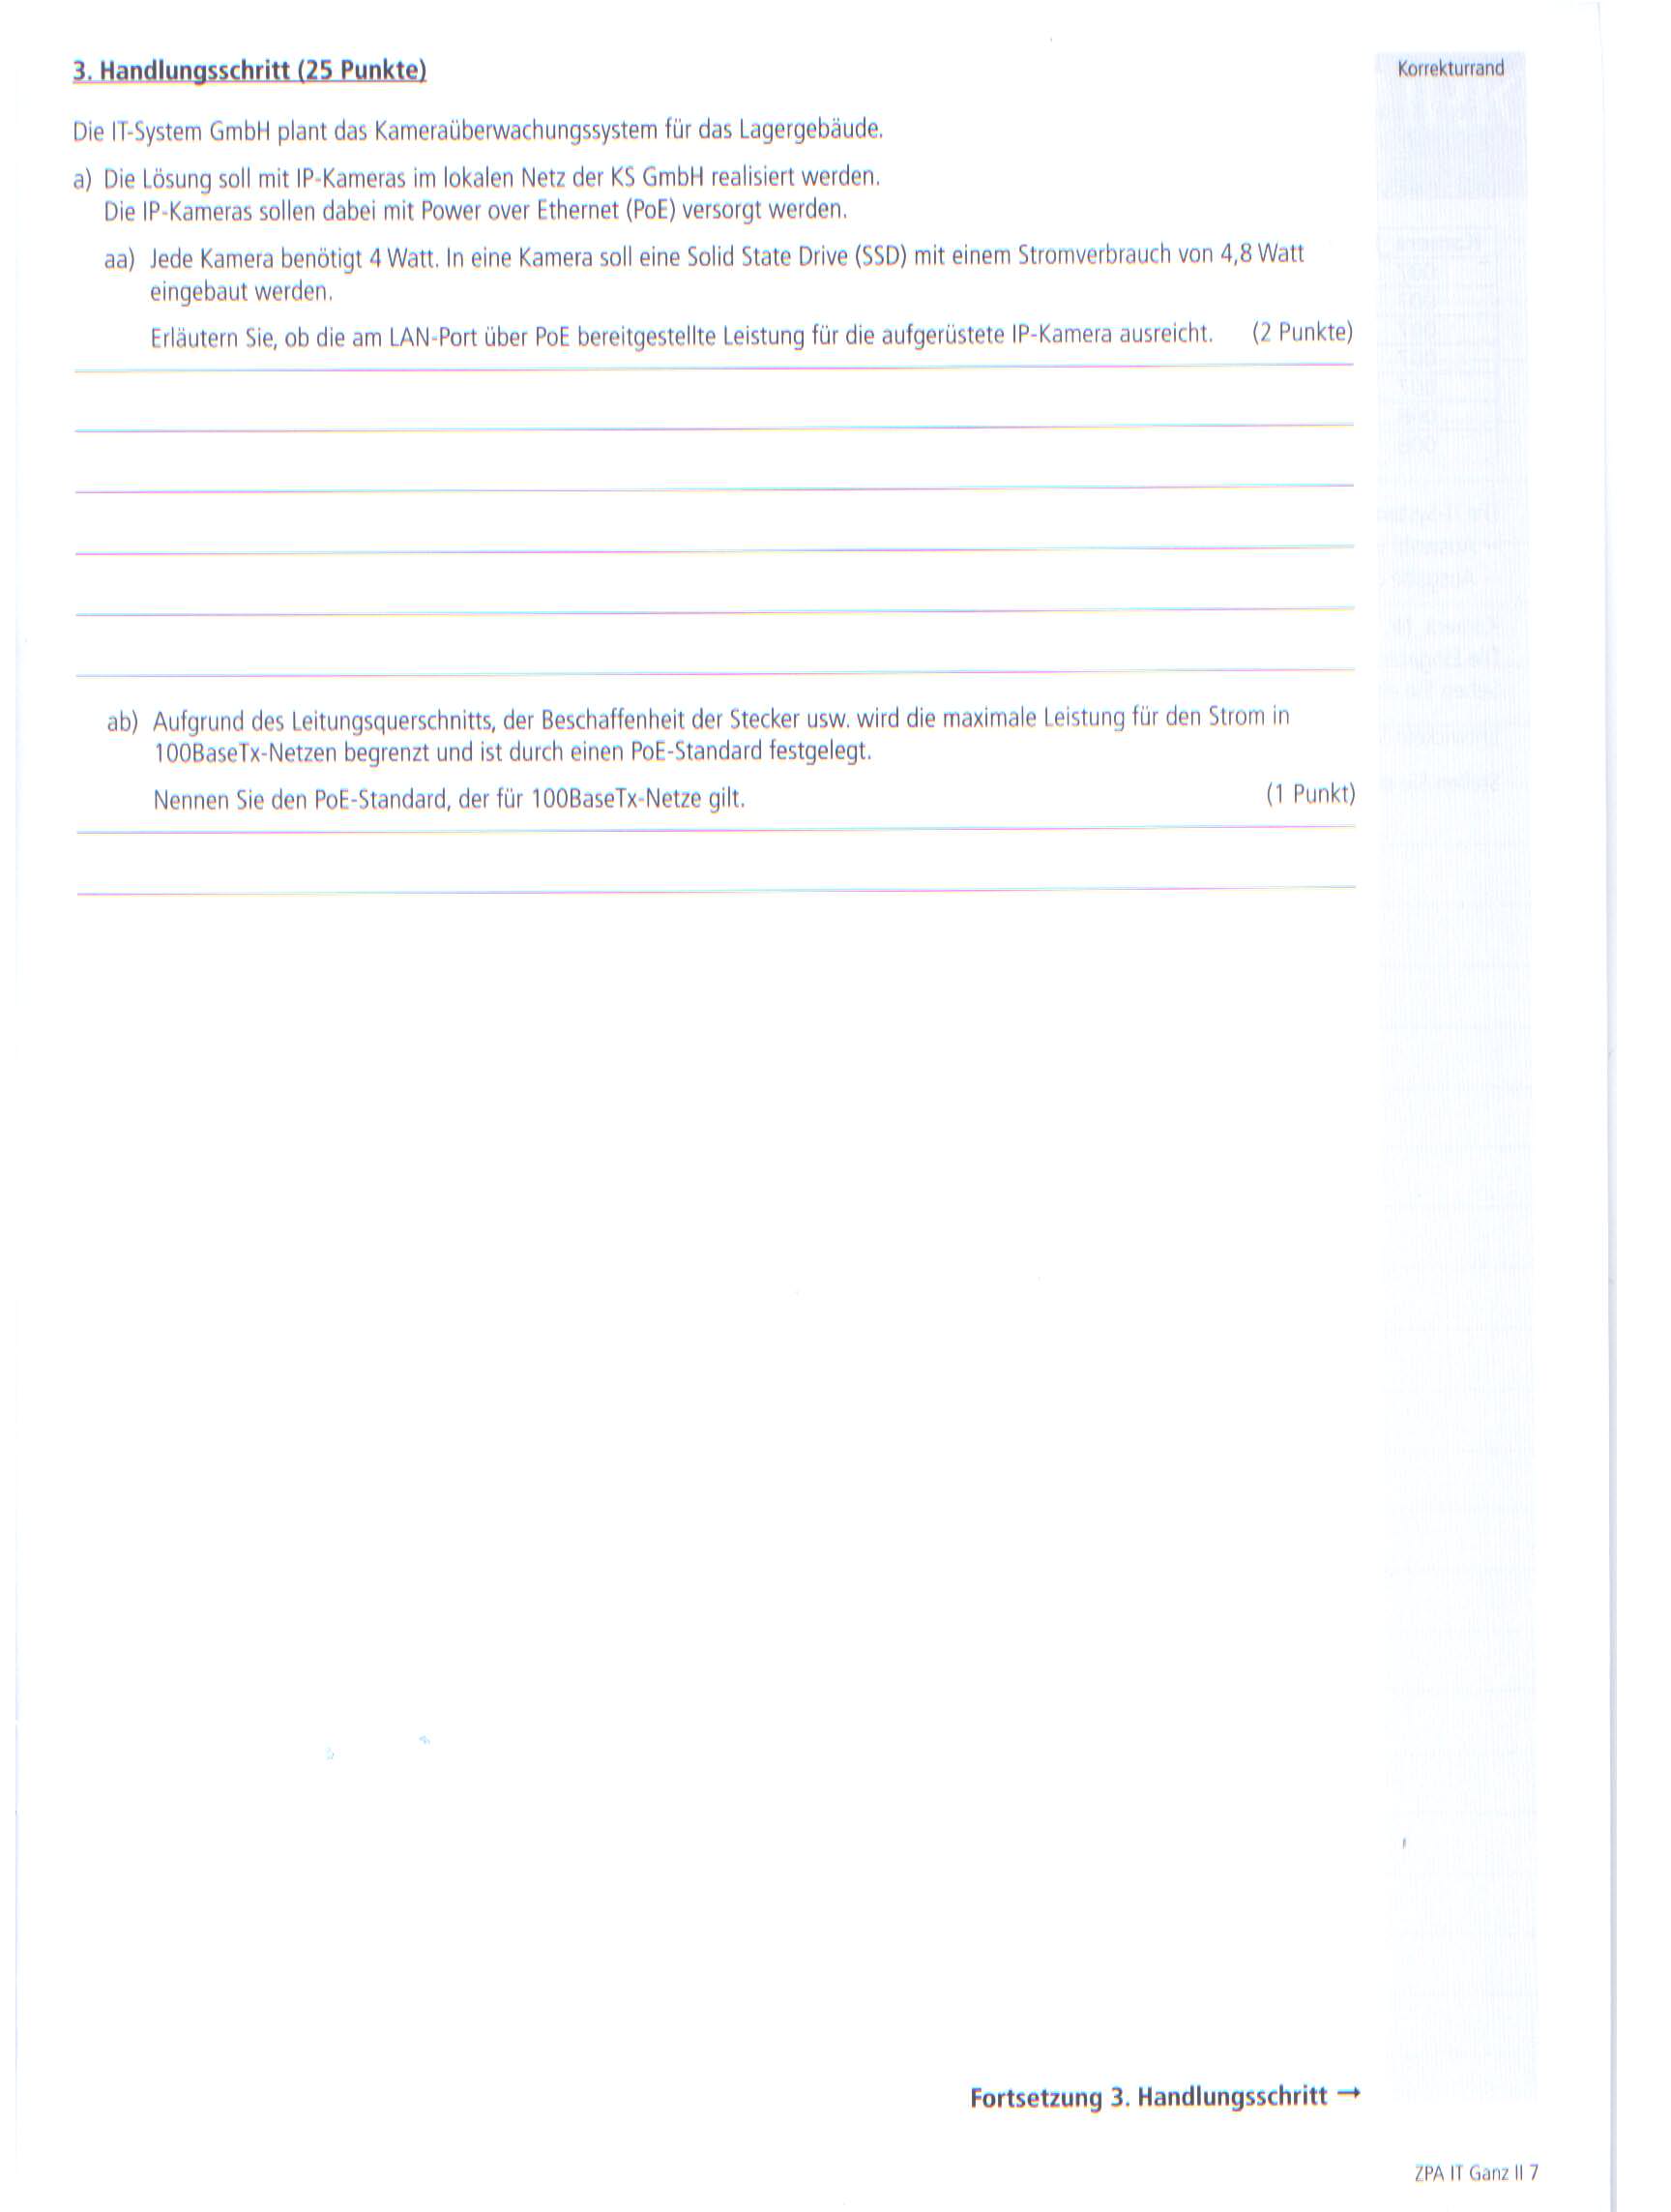 3. Handlungsschritt (25 Punkte)
Korrekturrand
Die IT-System GmbH plant das Kameraüberwachungssystem für das Lagergebäude.
a) Die Lösung soll mit IP-Kameras im lokalen Netz der KS GmbH realisiert werden.
Die IP-Kameras sollen dabei mit Power over Ethernet (PoE) versorgt werden.
aa) Jede Kamera benötigt 4 Watt. In eine Kamera soll eine Solid State Drive (SSD) mit einem Stromverbrauch von 4,8 Watt
eingebaut werden.
Erläutern Sie, ob die am LAN-Port über PoE bereitgestellte Leistung für die aufgerüstete IP-Kamera ausreicht. (2 Punkte)
ab) Aufgrund des Leitungsquerschnitts, der Beschaffenheit der Stecker usw. wird die maximale Leistung für den Strom in
100BaseTx-Netzen begrenzt und ist durch einen PoE-Standard festgelegt.
Nennen Sie den PoE-Standard, der für 100BaseTx-Netze gilt. (1 Punkt)
Fortsetzung 3. Handlungsschritt →
ZPA IT Ganz II 7